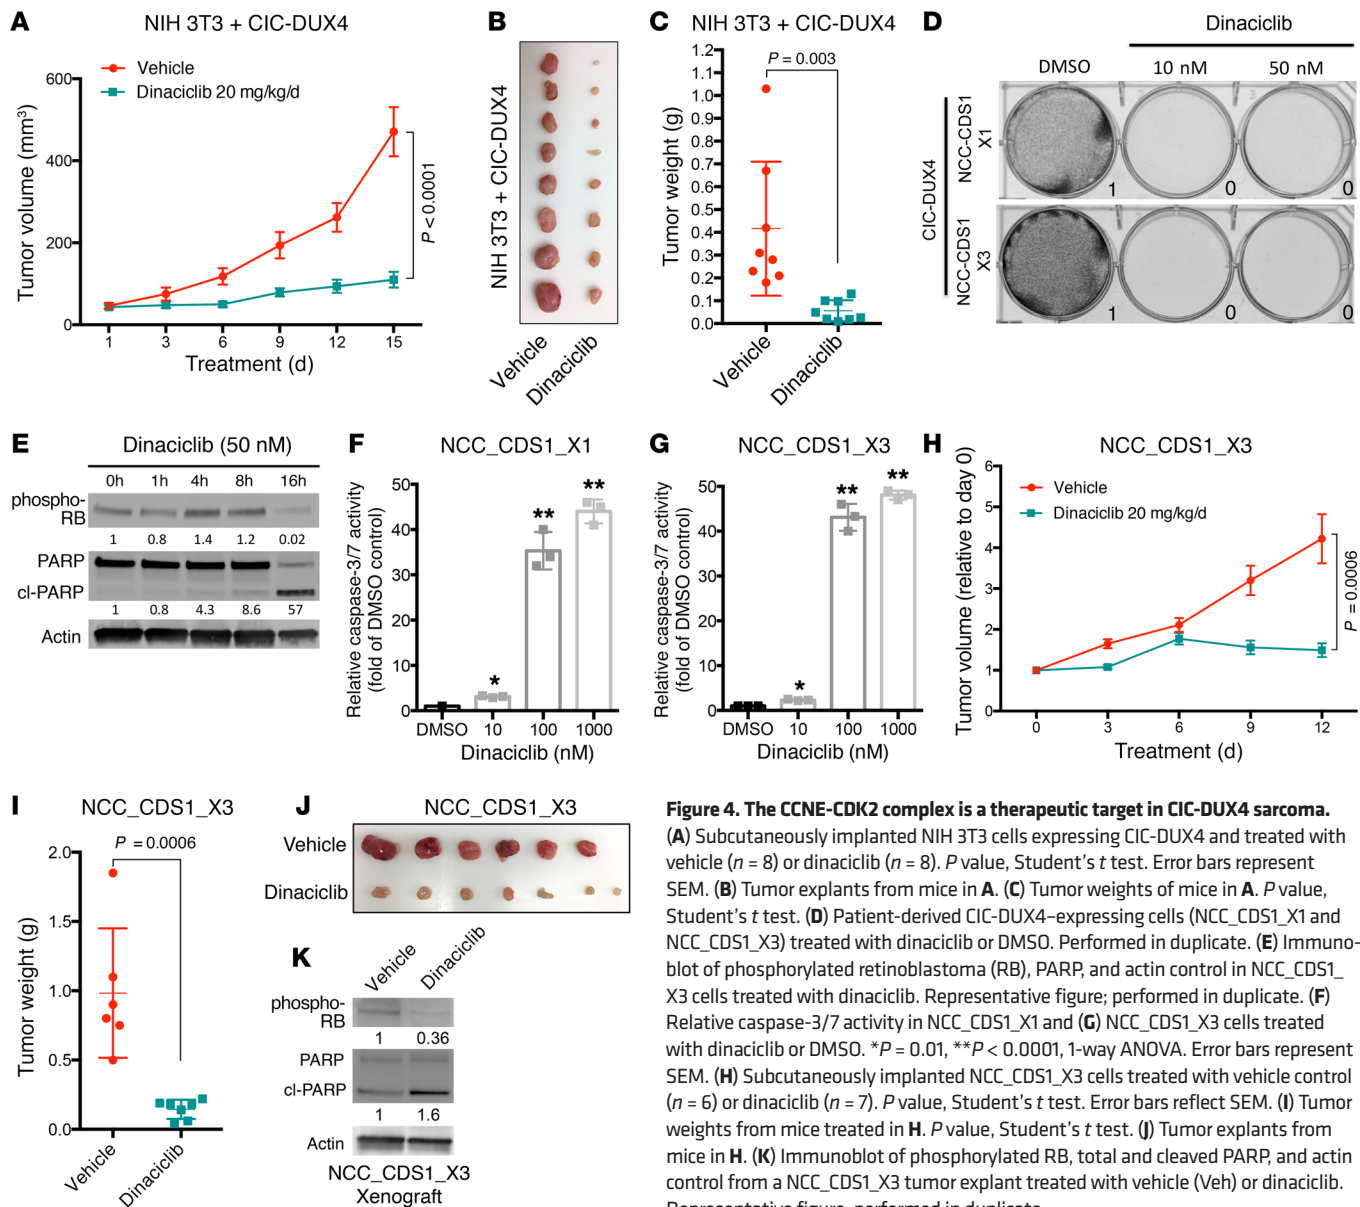 A
NIH 3T3 + CIC-DUX4
Vehicle
Dinaciclib 20 mg/kg/d
Tumor volume (mm³)
600
400
200
0
1 3 6 9 12 15
Treatment (d)
P < 0.0001
B
NIH 3T3 + CIC-DUX4
Vehicle
Dinaciclib
C
NIH 3T3 + CIC-DUX4
P = 0.003
Tumor weight (g)
1.2
1.1
1.0
0.9
0.8
0.7
0.6
0.5
0.4
0.3
0.2
0.1
0.0
Vehicle
Dinaciclib
D
Dinaciclib
DMSO 10 nM 50 nM
CIC-DUX4
NCC-CDS1
X1
1 0 0
NCC-CDS1
X3
1 0 0
E
Dinaciclib (50 nM)
0h 1h 4h 8h 16h
phospho-
RB
1 0.8 1.4 1.2 0.02
PARP
cl-PARP
1 0.8 4.3 8.6 57
Actin
F
NCC_CDS1_X1
Relative caspase-3/7 activity
(fold of DMSO control)
50
40
30
20
10
0
* ** **
DMSO 10 100 1000
Dinaciclib (nM)
G
NCC_CDS1_X3
Relative caspase-3/7 activity
(fold of DMSO control)
50
40
30
20
10
0
* ** **
DMSO 10 100 1000
Dinaciclib (nM)
H
NCC_CDS1_X3
Vehicle
Dinaciclib 20 mg/kg/d
Tumor volume (relative to day 0)
6
5
4
3
2
1
0
0 3 6 9 12
Treatment (d)
P = 0.0006
I
NCC_CDS1_X3
P = 0.0006
Tumor weight (g)
2.0
1.5
1.0
0.5
0.0
Vehicle
Dinaciclib
J
NCC_CDS1_X3
Vehicle
Dinaciclib
K
Vehicle
Dinaciclib
phospho-
RB
1 0.36
PARP
cl-PARP
1 1.6
Actin
NCC_CDS1_X3
Xenograft
Figure 4. The CCNE-CDK2 complex is a therapeutic target in CIC-DUX4 sarcoma.
(A) Subcutaneously implanted NIH 3T3 cells expressing CIC-DUX4 and treated with
vehicle (n = 8) or dinaciclib (n = 8). P value, Student's t test. Error bars represent
SEM. (B) Tumor explants from mice in A. (C) Tumor weights of mice in A. P value,
Student's t test. (D) Patient-derived CIC-DUX4–expressing cells (NCC_CDS1_X1 and
NCC_CDS1_X3) treated with dinaciclib or DMSO. Performed in duplicate. (E) Immuno-
blot of phosphorylated retinoblastoma (RB), PARP, and actin control in NCC_CDS1_
X3 cells treated with dinaciclib. Representative figure; performed in duplicate. (F)
Relative caspase-3/7 activity in NCC_CDS1_X1 and (G) NCC_CDS1_X3 cells treated
with dinaciclib or DMSO. *P = 0.01, **P < 0.0001, 1-way ANOVA. Error bars represent
SEM. (H) Subcutaneously implanted NCC_CDS1_X3 cells treated with vehicle control
(n = 6) or dinaciclib (n = 7). P value, Student's t test. Error bars reflect SEM. (I) Tumor
weights from mice treated in H. P value, Student's t test. (J) Tumor explants from
mice in H. (K) Immunoblot of phosphorylated RB, total and cleaved PARP, and actin
control from a NCC_CDS1_X3 tumor explant treated with vehicle (Veh) or dinaciclib.
Representative figure, performed in duplicate.